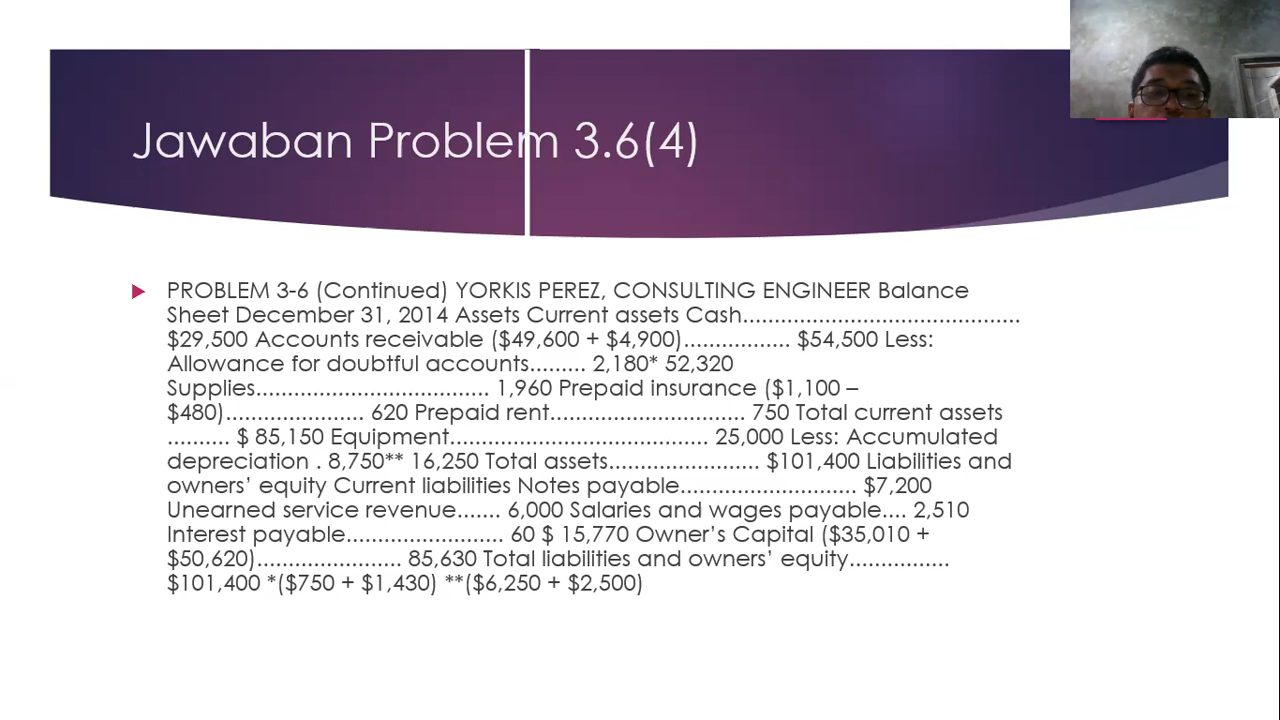 Jawaban Problem 3.6(4)
PROBLEM 3-6 (Continued) YORKIS PEREZ, CONSULTING ENGINEER Balance
Sheet December 31, 2014 Assets Current assets Cash..........................................
$29,500 Accounts receivable ($49,600 + $4,900)................. $54,500 Less:
Allowance for doubtful accounts......... 2,180* 52,320
Supplies................................... 1,960 Prepaid insurance ($1,100 –
$480)..................... 620 Prepaid rent............................. 750 Total current assets
.......... $ 85,150 Equipment....................................... 25,000 Less: Accumulated
depreciation . 8,750** 16,250 Total assets....................... $101,400 Liabilities and
owners’ equity Current liabilities Notes payable........................... $7,200
Unearned service revenue....... 6,000 Salaries and wages payable.... 2,510
Interest payable........................ 60 $ 15,770 Owner’s Capital ($35,010 +
$50,620)...................... 85,630 Total liabilities and owners’ equity...............
$101,400 *($750 + $1,430) **($6,250 + $2,500)